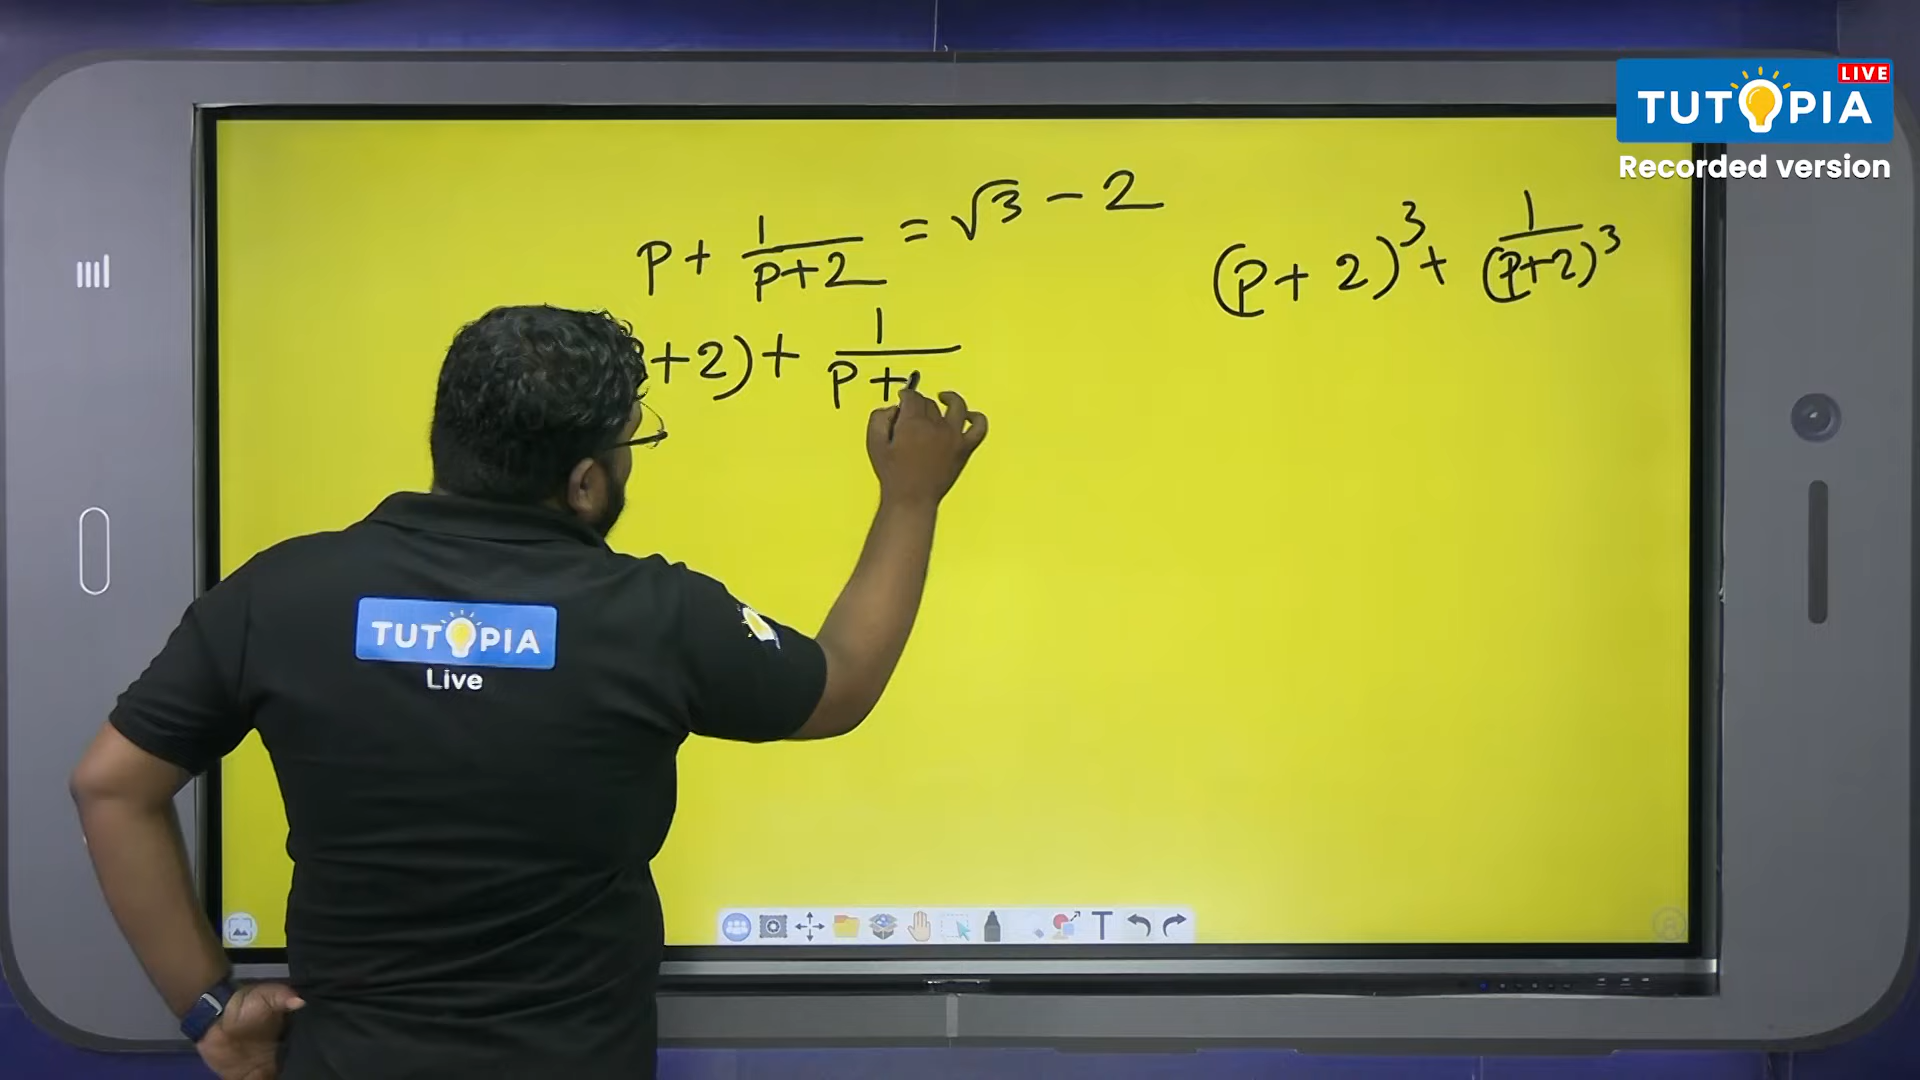 LIVE
TUTOPIA
Recorded version
p + 1/(p+2) = √3 - 2
(p+2)³ + 1/(p+2)³
+2) + 1/(p+
TUTOPIA
Live
T